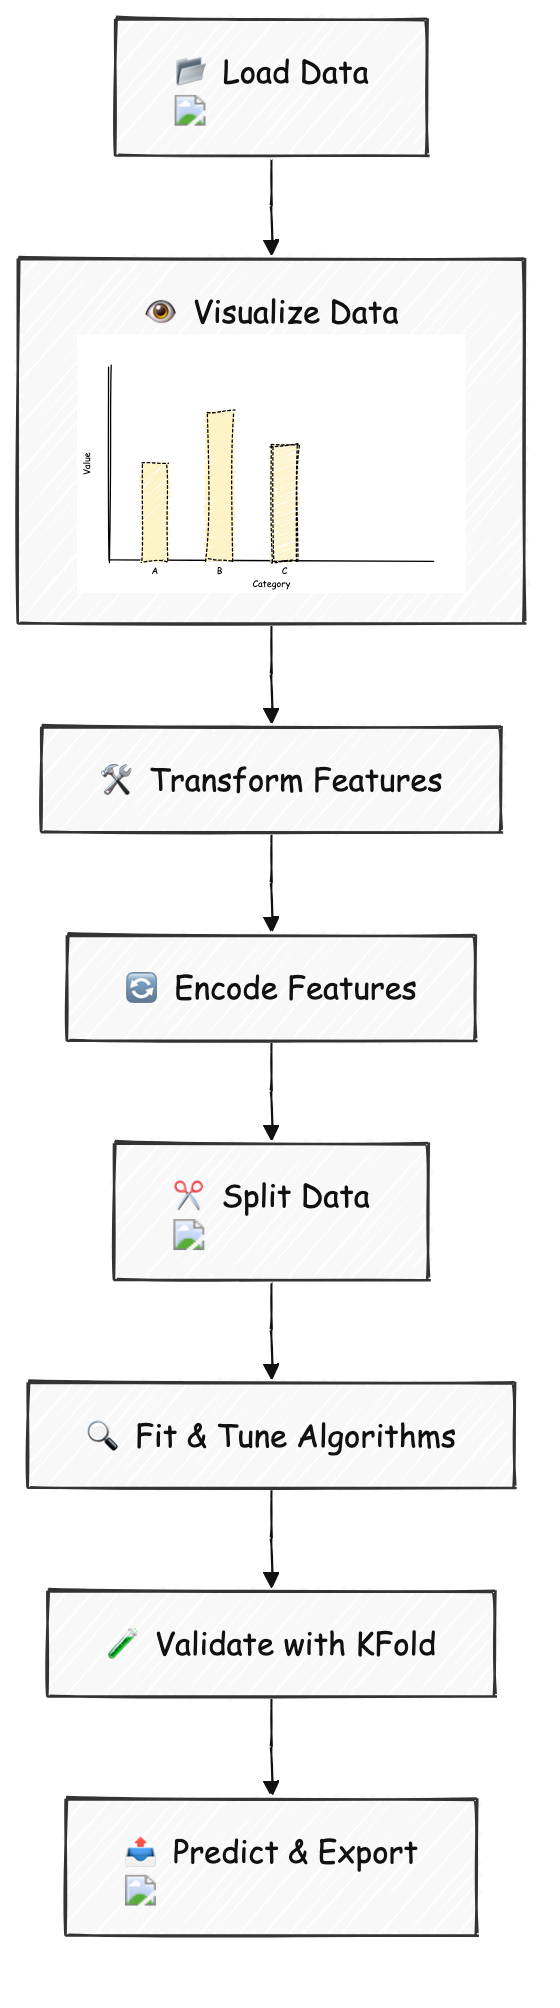 Load Data
Visualize Data
Value
A B C
Category
Transform Features
Encode Features
Split Data
Fit & Tune Algorithms
Validate with KFold
Predict & Export